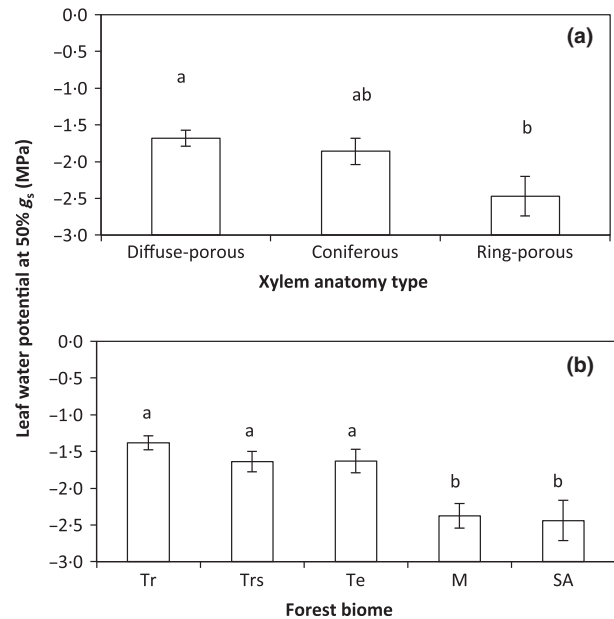 Leaf water potential at 50% gs (MPa)
(a)
0·0
−0·5
−1·0
−1·5
−2·0
−2·5
−3·0
a
ab
b
Diffuse-porous Coniferous Ring-porous
Xylem anatomy type
(b)
0·0
−0·5
−1·0
−1·5
−2·0
−2·5
−3·0
a a a b b
Tr Trs Te M SA
Forest biome